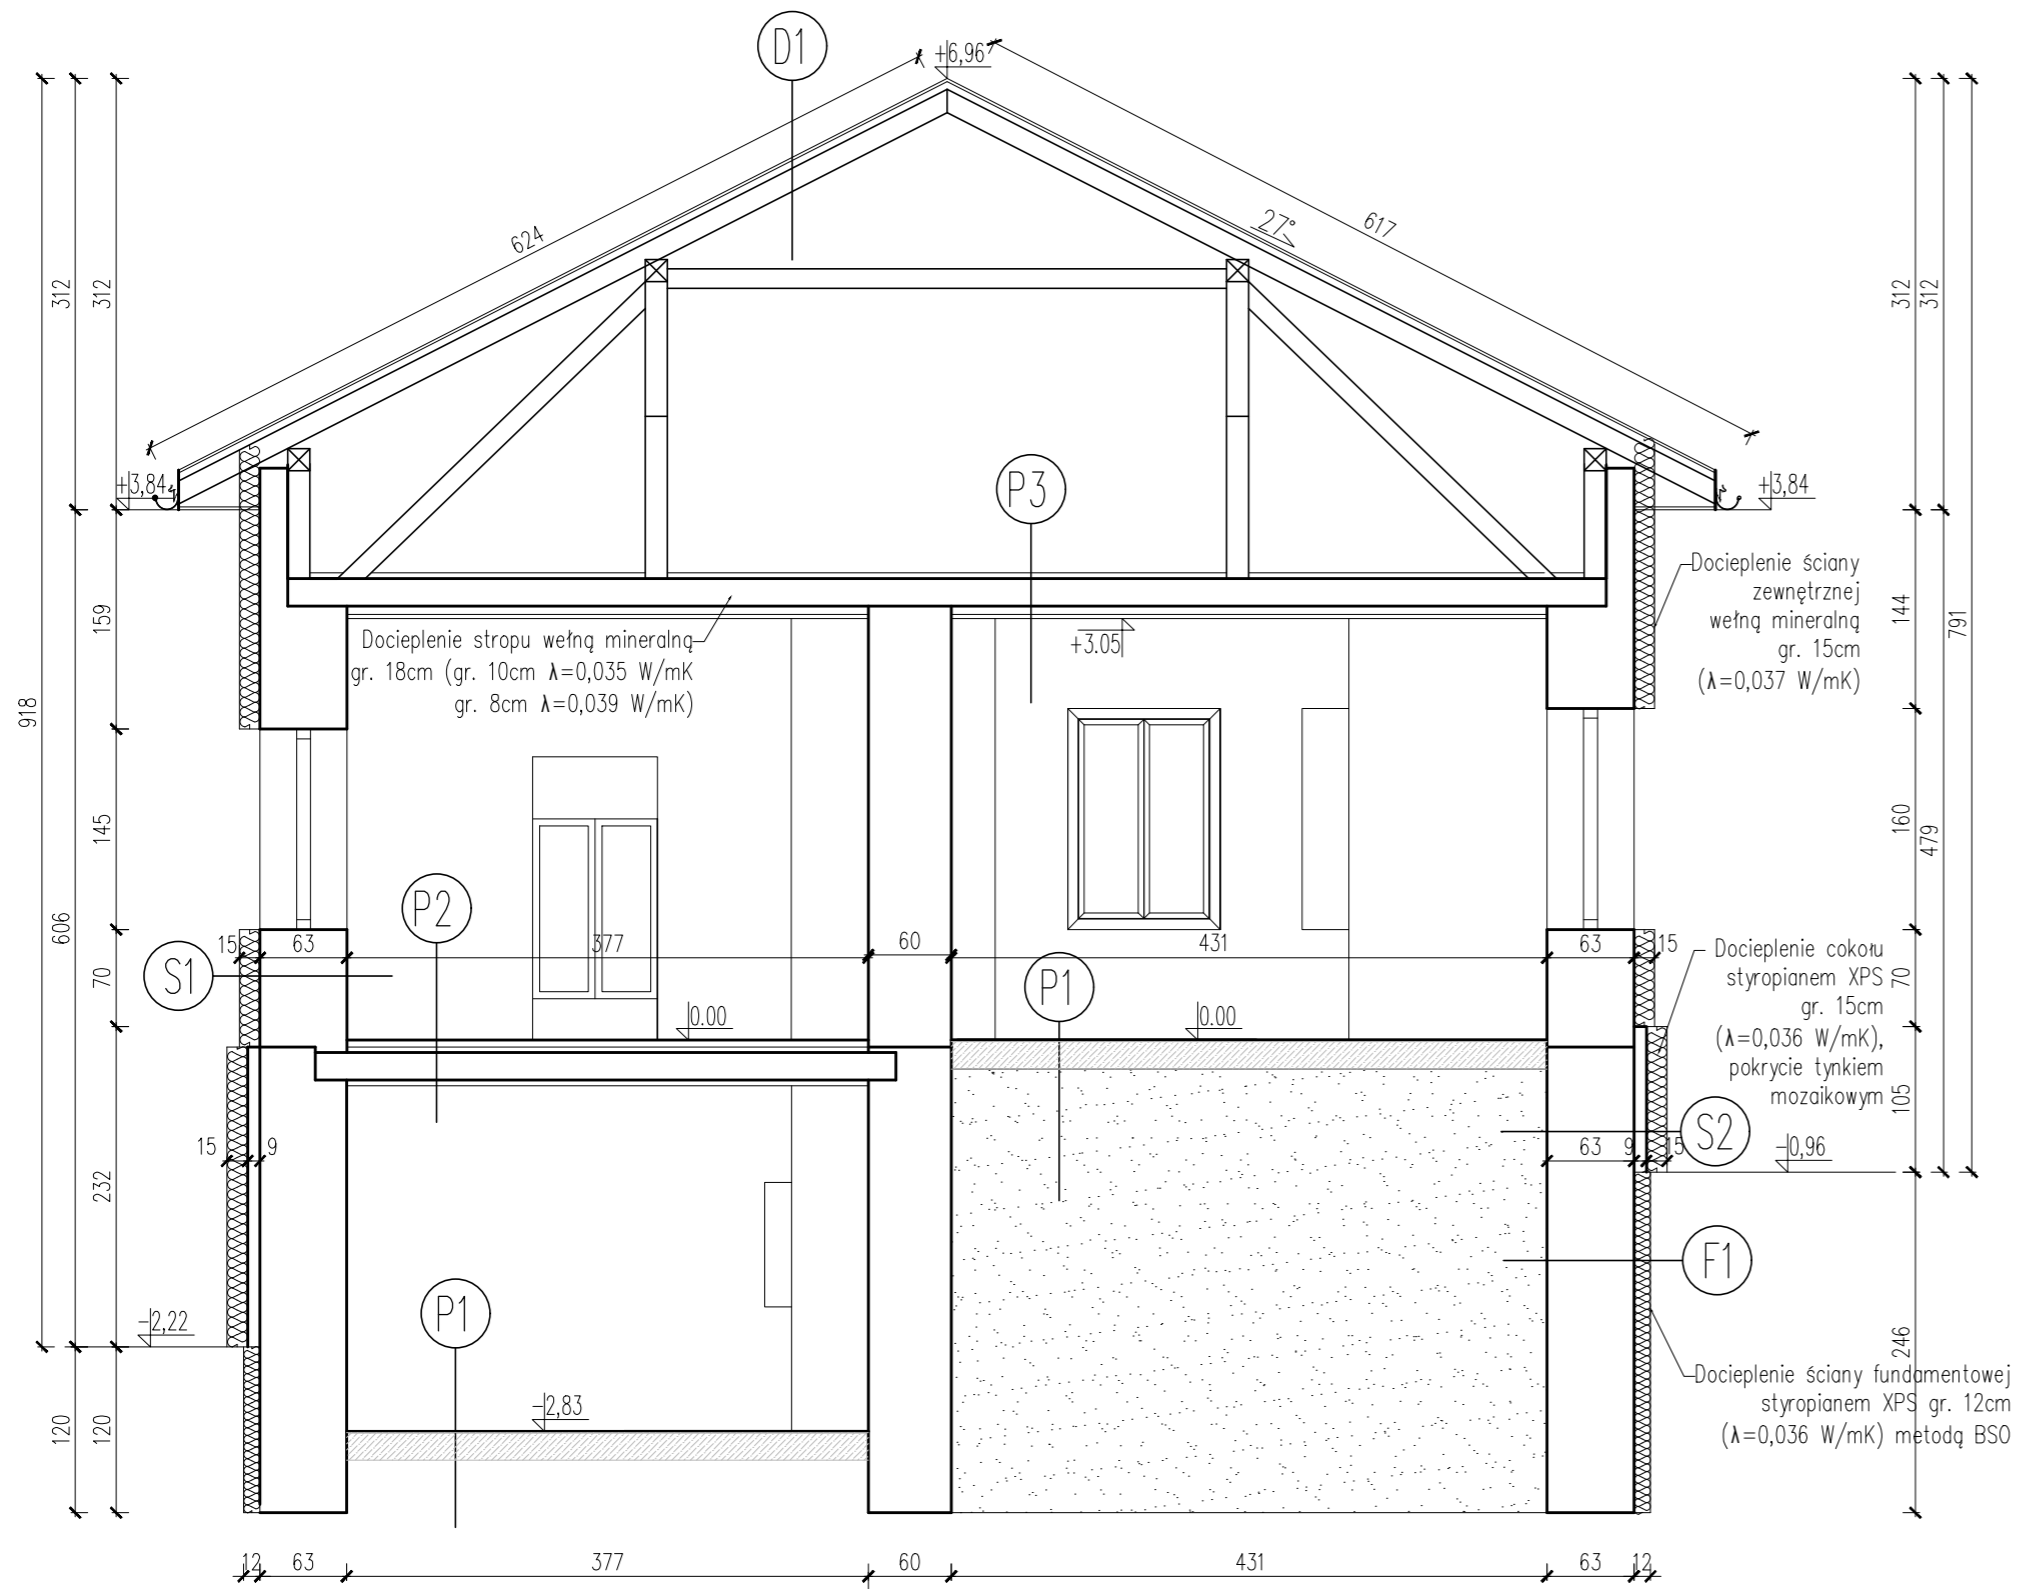 D1
+6,96
624
27°
617
312
312
312
312
+3,84
P3
+3,84
Docieplenie ściany
zewnętrznej
wełną mineralną
gr. 15cm
(λ=0,037 W/mK)
159
144
791
Docieplenie stropu wełną mineralną
gr. 18cm (gr. 10cm λ=0,035 W/mK
gr. 8cm λ=0,039 W/mK)
+3.05
918
145
160
479
P2
606
15
63
377
60
431
63
15
70
S1
P1
Docieplenie cokołu
styropianem XPS
gr. 15cm
(λ=0,036 W/mK),
pokrycie tynkiem
mozaikowym
70
0.00
0.00
105
S2
15
9
63
9
15
-0,96
232
F1
P1
-2,22
246
Docieplenie ściany fundamentowej
styropianem XPS gr. 12cm
(λ=0,036 W/mK) metodą BSO
-2,83
120
120
12
63
377
60
431
63
12